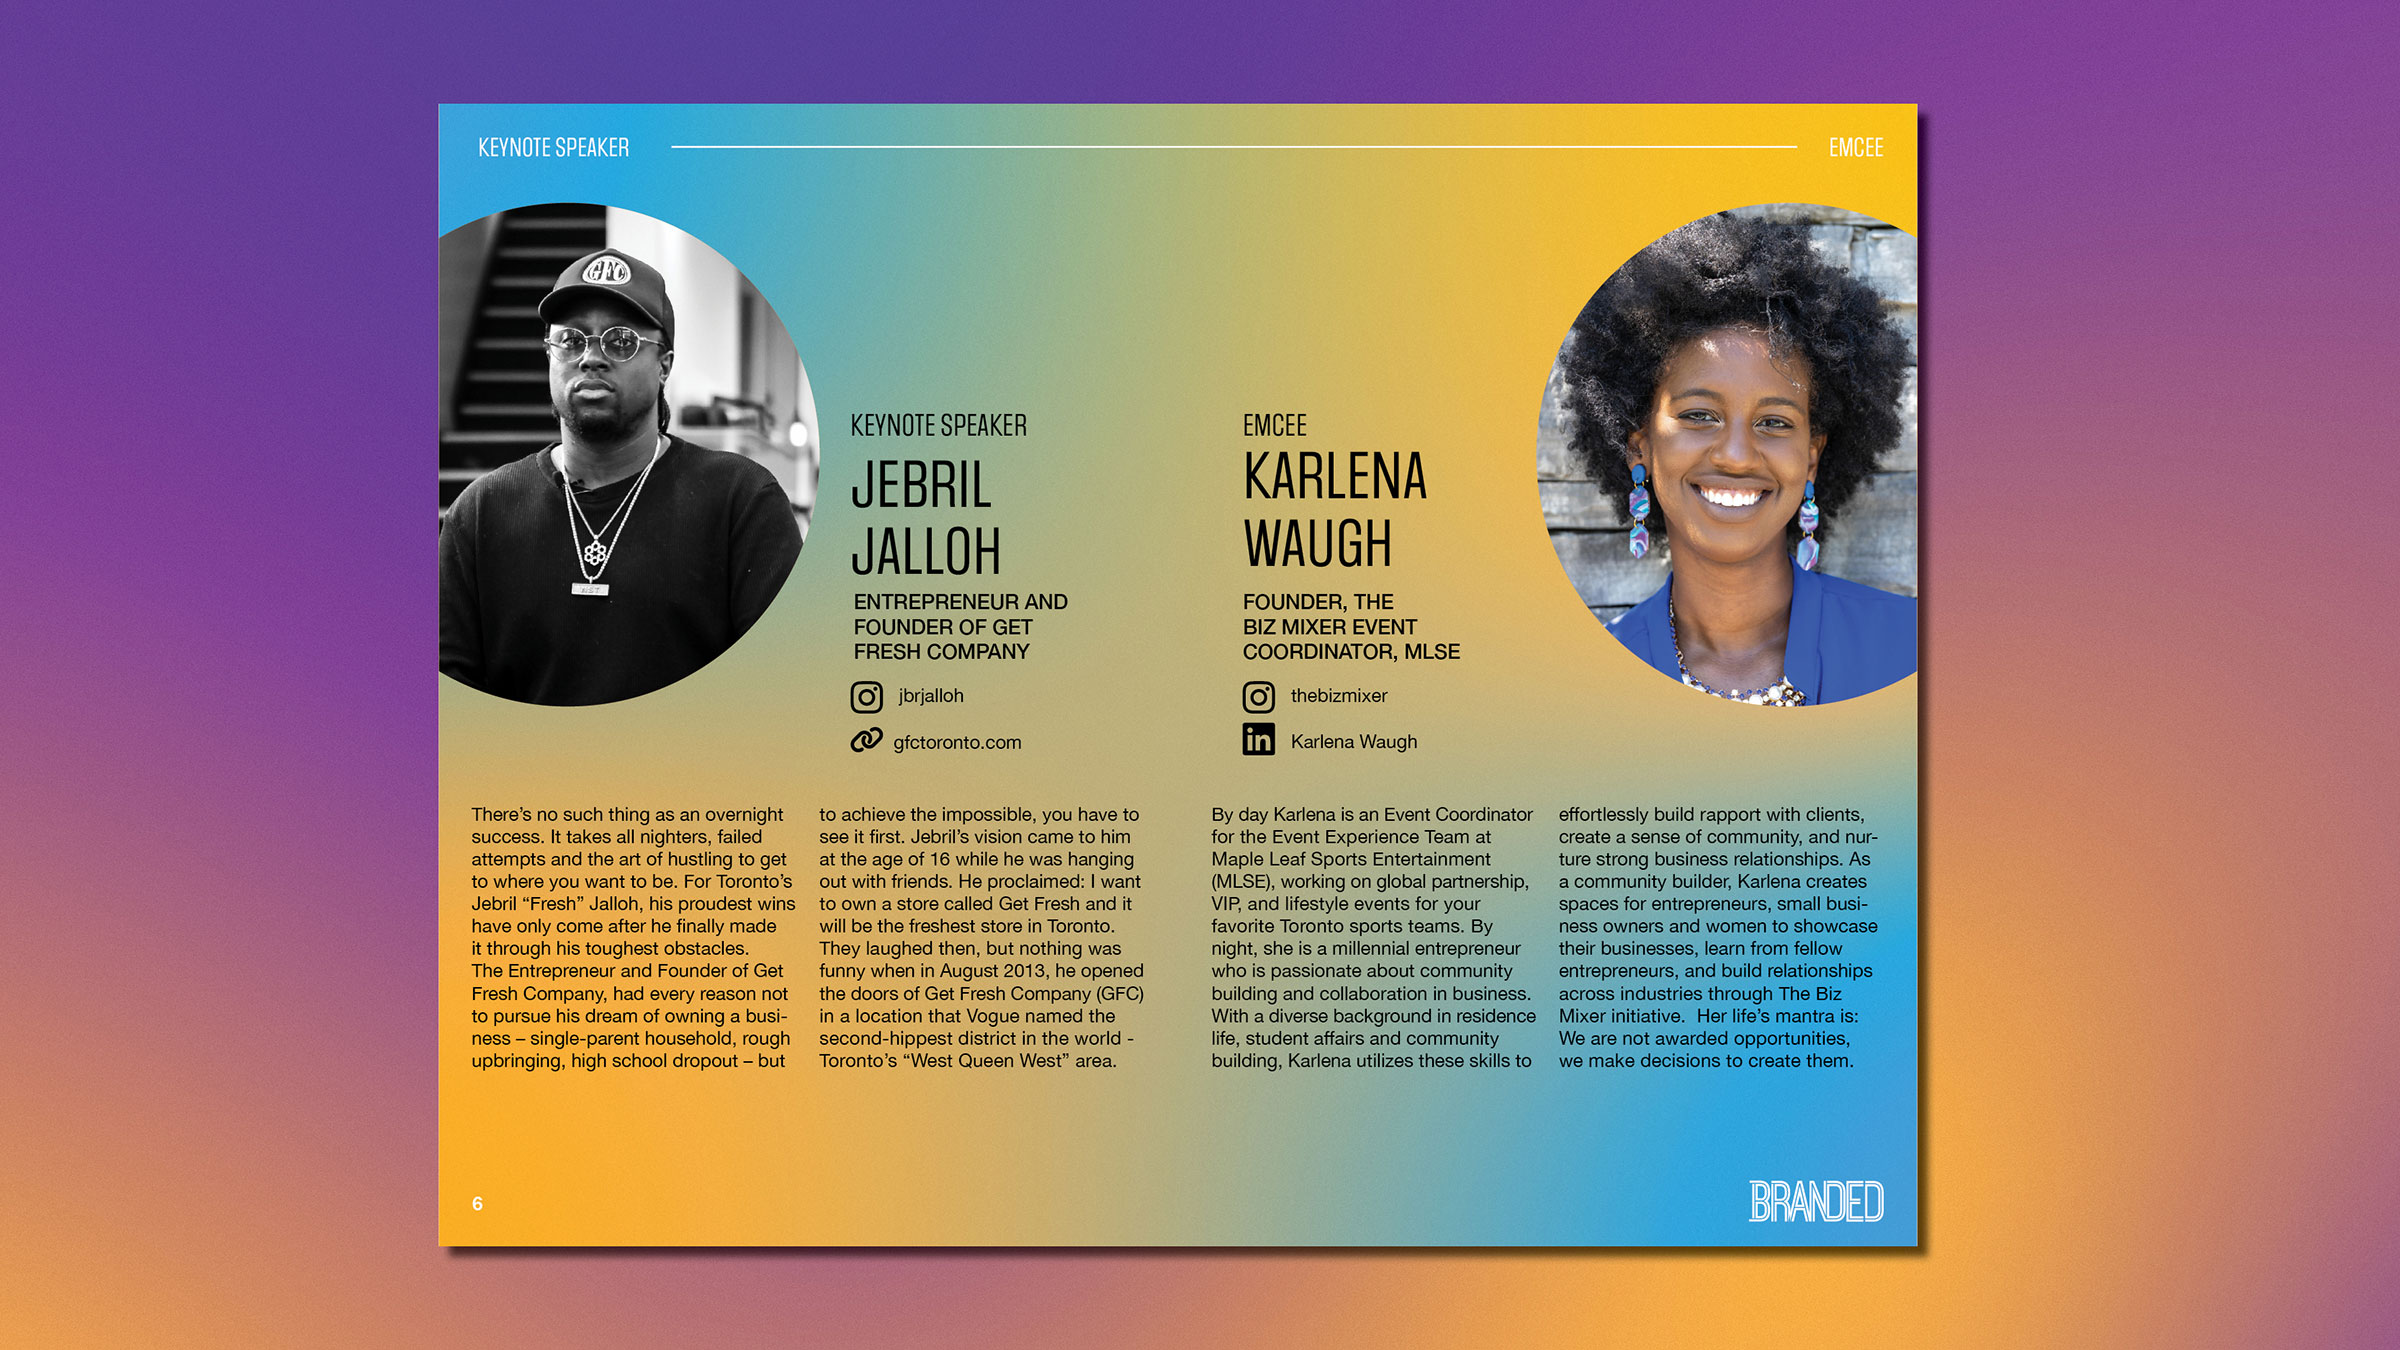 KEYNOTE SPEAKER
EMCEE
GFC
KEYNOTE SPEAKER
JEBRIL
JALLOH
ENTREPRENEUR AND
FOUNDER OF GET
FRESH COMPANY
jbrjalloh
gfctoronto.com
EMCEE
KARLENA
WAUGH
FOUNDER, THE
BIZ MIXER EVENT
COORDINATOR, MLSE
thebizmixer
in
Karlena Waugh
There's no such thing as an overnight
success. It takes all nighters, failed
attempts and the art of hustling to get
to where you want to be. For Toronto's
Jebril “Fresh” Jalloh, his proudest wins
have only come after he finally made
it through his toughest obstacles.
The Entrepreneur and Founder of Get
Fresh Company, had every reason not
to pursue his dream of owning a busi-
ness – single-parent household, rough
upbringing, high school dropout – but
to achieve the impossible, you have to
see it first. Jebril's vision came to him
at the age of 16 while he was hanging
out with friends. He proclaimed: I want
to own a store called Get Fresh and it
will be the freshest store in Toronto.
They laughed then, but nothing was
funny when in August 2013, he opened
the doors of Get Fresh Company (GFC)
in a location that Vogue named the
second-hippest district in the world -
Toronto's “West Queen West” area.
By day Karlena is an Event Coordinator
for the Event Experience Team at
Maple Leaf Sports Entertainment
(MLSE), working on global partnership,
VIP, and lifestyle events for your
favorite Toronto sports teams. By
night, she is a millennial entrepreneur
who is passionate about community
building and collaboration in business.
With a diverse background in residence
life, student affairs and community
building, Karlena utilizes these skills to
effortlessly build rapport with clients,
create a sense of community, and nur-
ture strong business relationships. As
a community builder, Karlena creates
spaces for entrepreneurs, small busi-
ness owners and women to showcase
their businesses, learn from fellow
entrepreneurs, and build relationships
across industries through The Biz
Mixer initiative.  Her life's mantra is:
We are not awarded opportunities,
we make decisions to create them.
6
BRANDED